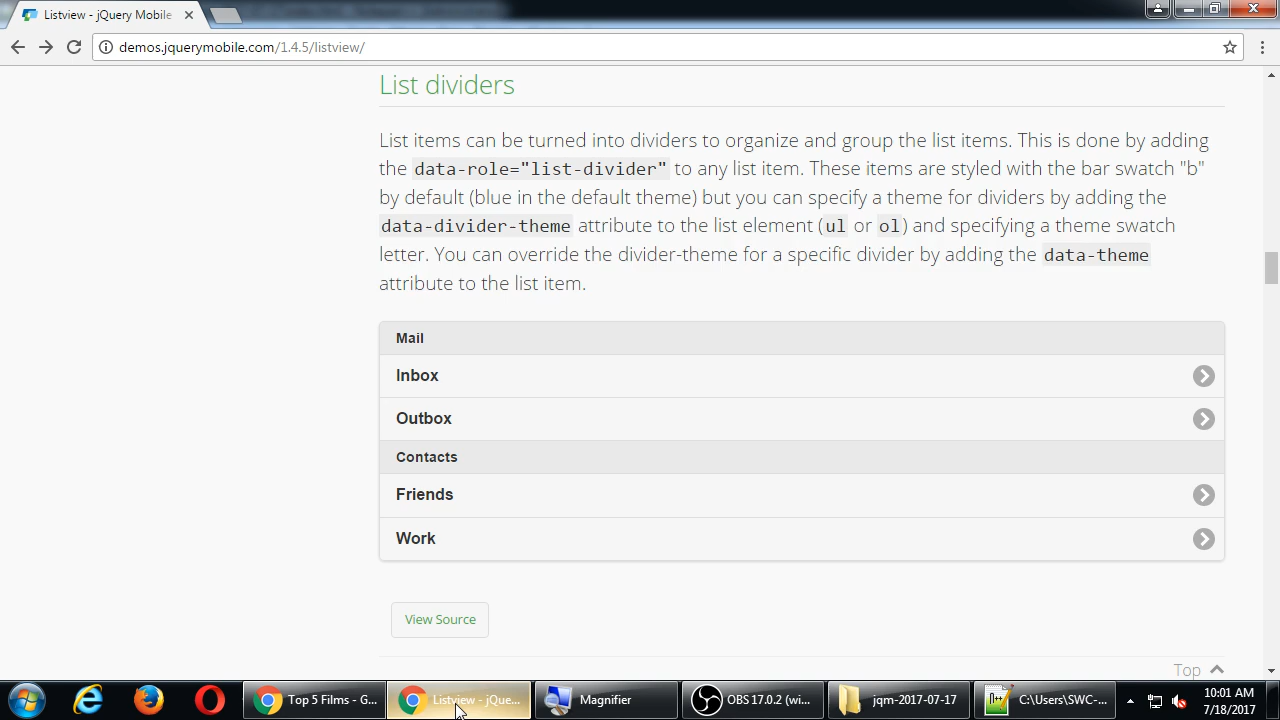 Listview - jQuery Mobile
demos.jquerymobile.com/1.4.5/listview/
List dividers
List items can be turned into dividers to organize and group the list items. This is done by adding
the data-role="list-divider" to any list item. These items are styled with the bar swatch "b"
by default (blue in the default theme) but you can specify a theme for dividers by adding the
data-divider-theme attribute to the list element (ul or ol) and specifying a theme swatch
letter. You can override the divider-theme for a specific divider by adding the data-theme
attribute to the list item.
Mail
Inbox
Outbox
Contacts
Friends
Work
View Source
Top
Top 5 Films - G...
Listview - jQue...
Magnifier
OBS 17.0.2 (wi...
jqm-2017-07-17
C:\Users\SWC-...
10:01 AM
7/18/2017